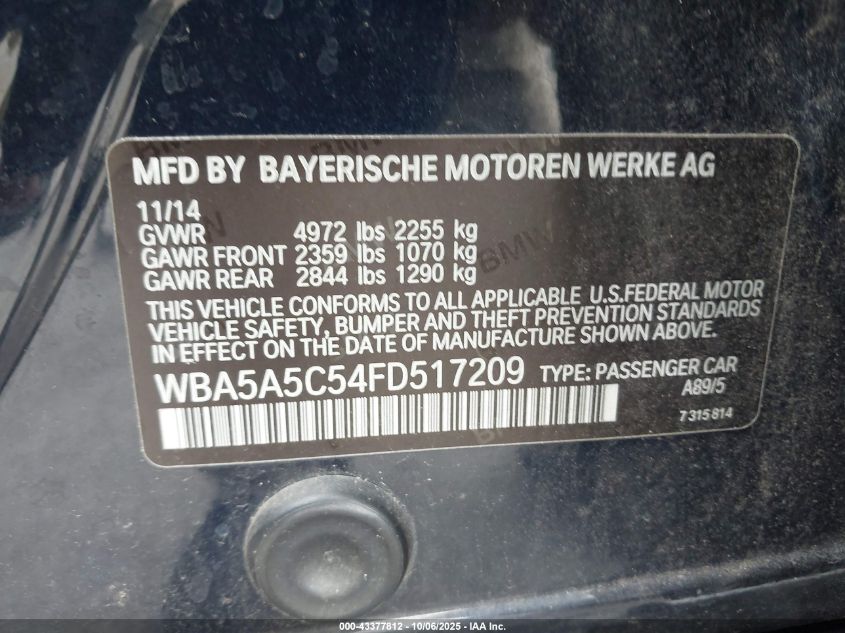 MFD BY BAYERISCHE MOTOREN WERKE AG
11/14
GVWR 4972 lbs 2255 kg
GAWR FRONT 2359 lbs 1070 kg
GAWR REAR 2844 lbs 1290 kg
THIS VEHICLE CONFORMS TO ALL APPLICABLE U.S.FEDERAL MOTOR
VEHICLE SAFETY, BUMPER AND THEFT PREVENTION STANDARDS
IN EFFECT ON THE DATE OF MANUFACTURE SHOWN ABOVE.
WBA5A5C54FD517209 TYPE: PASSENGER CAR
A89/5
7315814
000-43377812 - 10/06/2025 - IAA Inc.